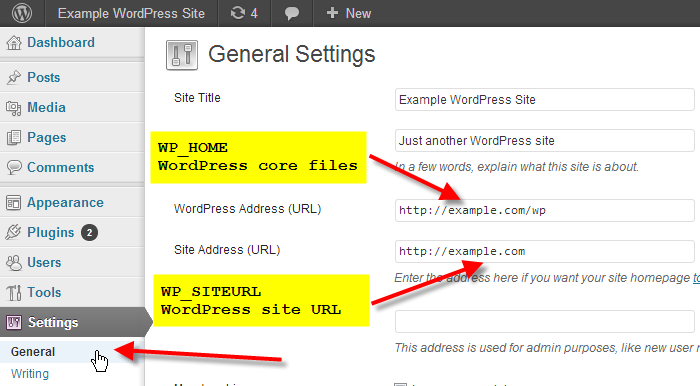 Example WordPress Site 4 New
Dashboard
Posts
Media
Pages
Comments
Appearance
Plugins 2
Users
Tools
Settings
General
Writing
General Settings
Site Title
Example WordPress Site
Just another WordPress site
In a few words, explain what this site is about.
WP_HOME
WordPress core files
WordPress Address (URL)
http://example.com/wp
Site Address (URL)
http://example.com
Enter the address here if you want your site homepage to
WP_SITEURL
WordPress site URL
This address is used for admin purposes, like new user n